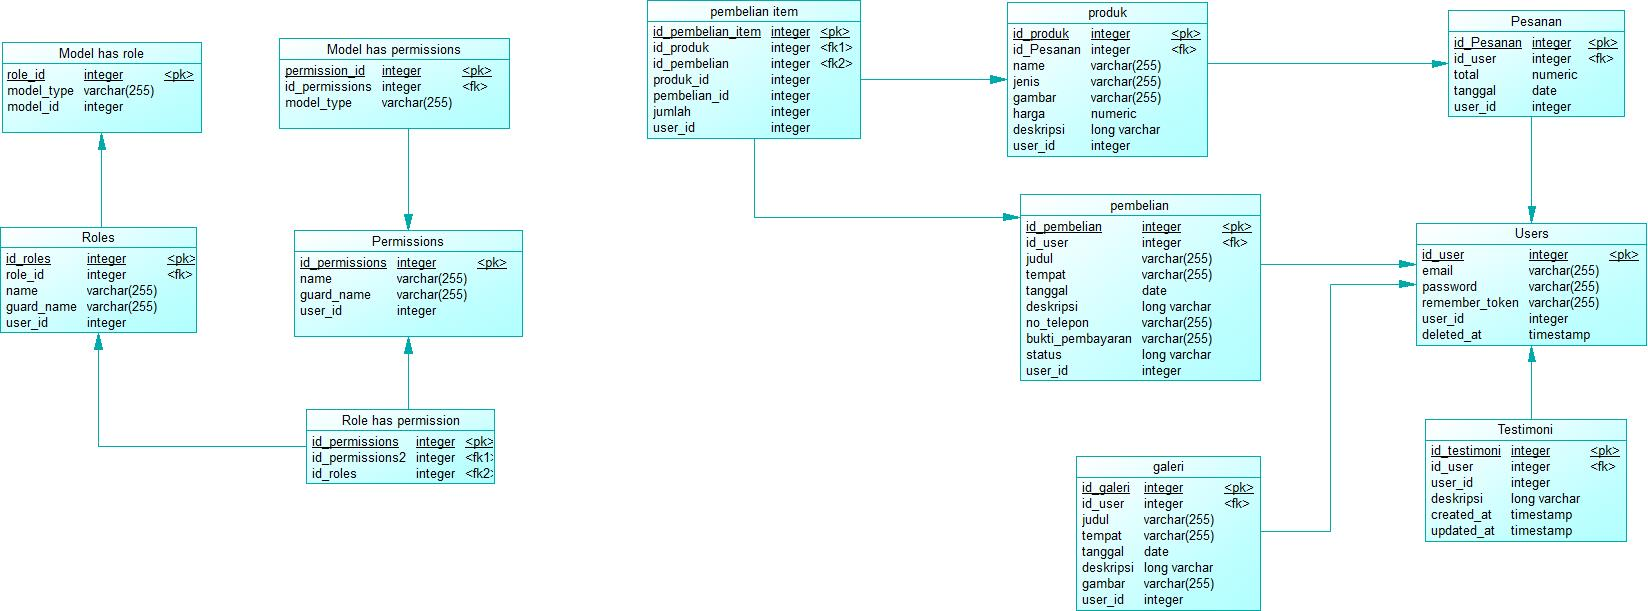 Model has role
role_id integer <pk>
model_type varchar(255)
model_id integer
Model has permissions
permission_id integer <pk>
id_permissions integer <fk>
model_type varchar(255)
pembelian item
id_pembelian_item integer <pk>
id_produk integer <fk1>
id_pembelian integer <fk2>
produk_id integer
pembelian_id integer
jumlah integer
user_id integer
produk
id_produk integer <pk>
id_Pesanan integer <fk>
name varchar(255)
jenis varchar(255)
gambar varchar(255)
harga numeric
deskripsi long varchar
user_id integer
Pesanan
id_Pesanan integer <pk>
id_user integer <fk>
total numeric
tanggal date
user_id integer
Roles
id_roles integer <pk>
role_id integer <fk>
name varchar(255)
guard_name varchar(255)
user_id integer
Permissions
id_permissions integer <pk>
name varchar(255)
guard_name varchar(255)
user_id integer
pembelian
id_pembelian integer <pk>
id_user integer <fk>
judul varchar(255)
tempat varchar(255)
tanggal date
deskripsi long varchar
no_telepon varchar(255)
bukti_pembayaran varchar(255)
status long varchar
user_id integer
Users
id_user integer <pk>
email varchar(255)
password varchar(255)
remember_token varchar(255)
user_id integer
deleted_at timestamp
Role has permission
id_permissions integer <pk>
id_permissions2 integer <fk1>
id_roles integer <fk2>
galeri
id_galeri integer <pk>
id_user integer <fk>
judul varchar(255)
tempat varchar(255)
tanggal date
deskripsi long varchar
gambar varchar(255)
user_id integer
Testimoni
id_testimoni integer <pk>
id_user integer <fk>
user_id integer
deskripsi long varchar
created_at timestamp
updated_at timestamp